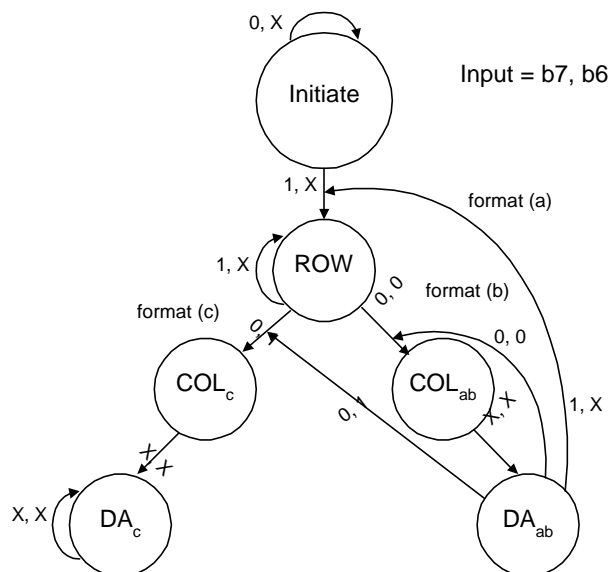 0, X
Input = b7, b6
Initiate
1, X
format (a)
ROW
1, X
0, 0
format (b)
format (c)
0,
0, 0
COLc
COLab
X, X
1, X
0,
X, X
X, X
DAc
DAab